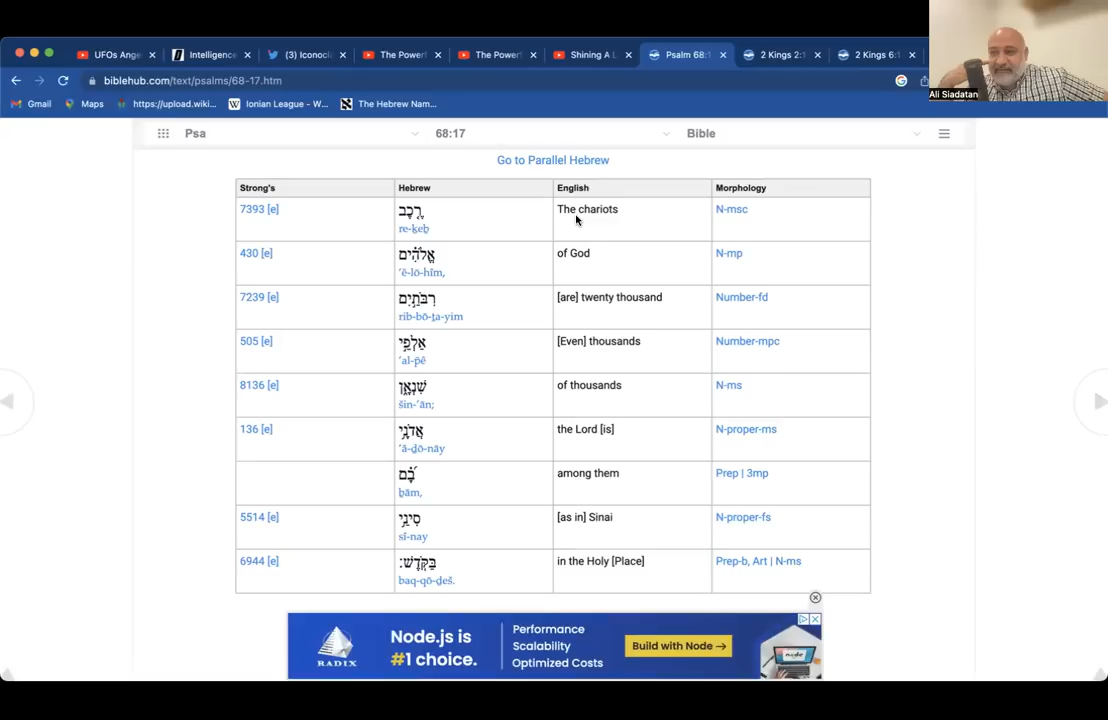 UFOs Ange
Intelligence
(3) Iconocla
The Powerf
The Powerf
Shining A L
Psalm 68:1
2 Kings 2:1
2 Kings 6:1
biblehub.com/text/psalms/68-17.htm
Gmail
Maps
https://upload.wiki...
Ionian League - W...
The Hebrew Nam...
Ali Siadatan
Psa
68:17
Bible
Go to Parallel Hebrew
Strong's Hebrew English Morphology
7393 [e] רֶ֤כֶב The chariots N-msc
re-ḵeḇ
430 [e] אֱלֹהִ֗ים of God N-mp
'ĕ-lō-hîm,
7239 [e] רִבֹּתַ֣יִם [are] twenty thousand Number-fd
rib-bō-ṯa-yim
505 [e] אַלְפֵ֣י [Even] thousands Number-mpc
'al-p̄ê
8136 [e] שִׁנְאָ֑ן of thousands N-ms
šin-'ān;
136 [e] אֲדֹנָ֥י the Lord [is] N-proper-ms
'ă-ḏō-nāy
בָ֝֗ם among them Prep | 3mp
ḇām,
5514 [e] סִינַ֥י [as in] Sinai N-proper-fs
sî-nay
6944 [e] בַּקֹּֽדֶשׁ׃ in the Holy [Place] Prep-b, Art | N-ms
baq-qō-ḏeš.
RADIX
Node.js is
#1 choice.
Performance
Scalability
Optimized Costs
Build with Node →